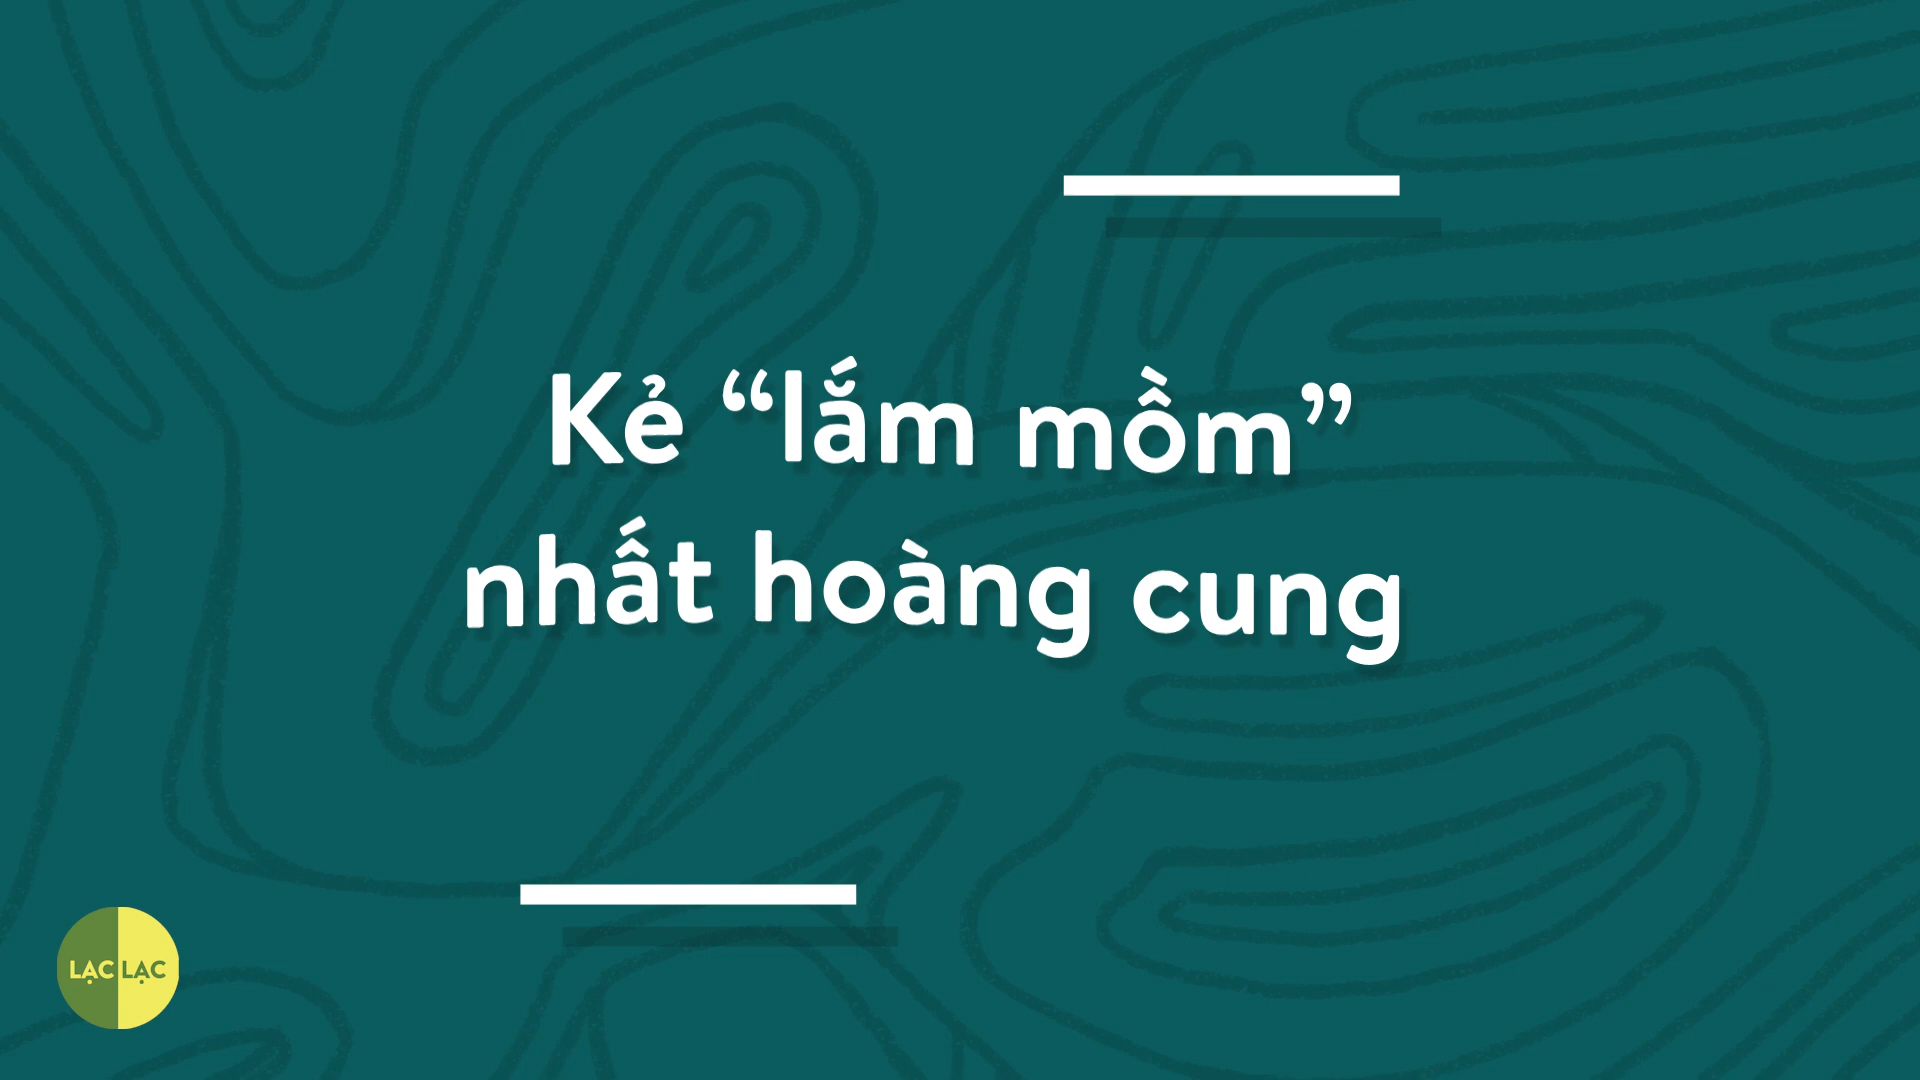 Kẻ “lắm mồm”
nhất hoàng cung
LẠC LẠC